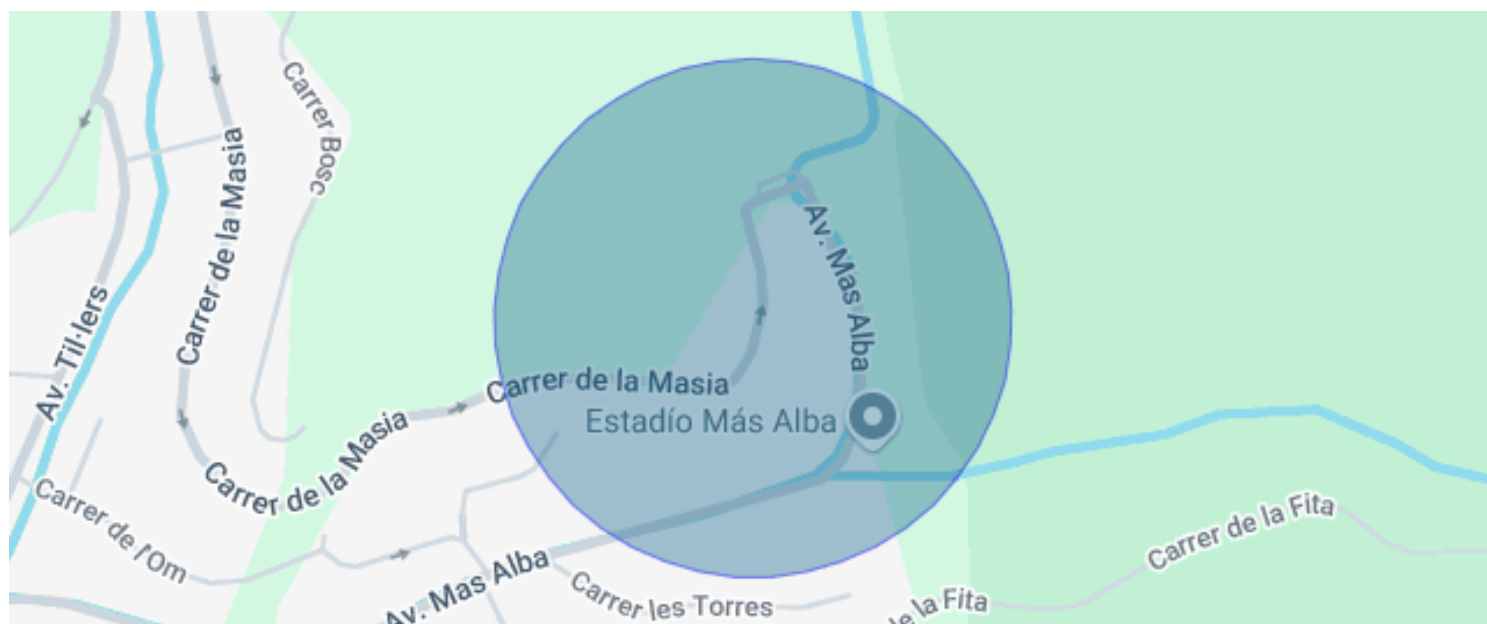 Carrer Bosc
Carrer de la Masia
Av. Til·lers
Av. Mas Alba
Carrer de la Masia
Estadío Más Alba
Carrer de la Masia
Carrer de l'Om
Carrer de la Fita
Av. Mas Alba
Carrer les Torres
de la Fita